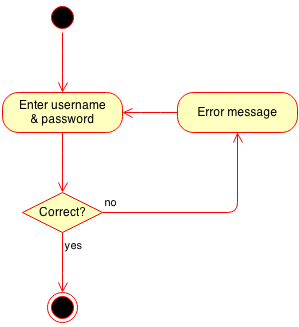 Enter username
& password
Error message
Correct?
no
yes